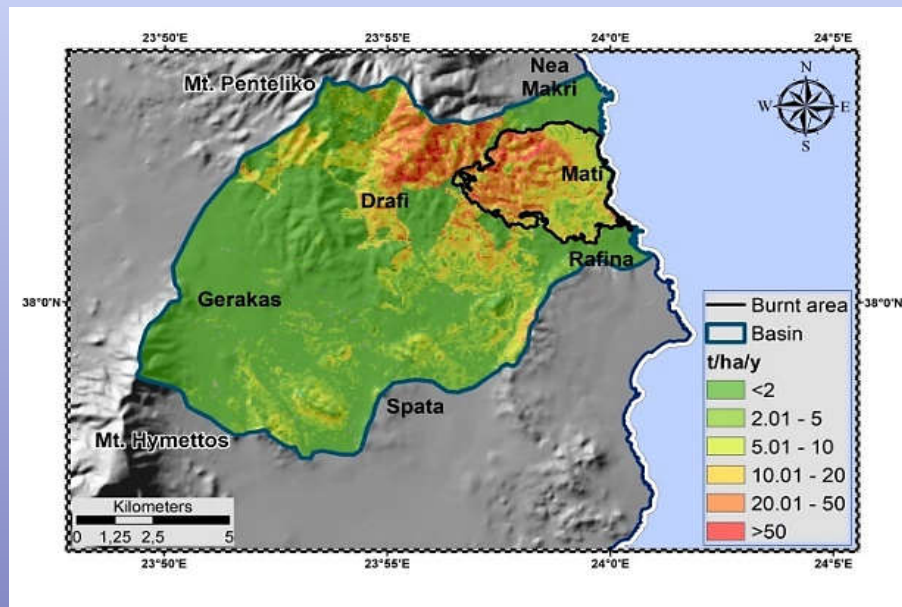 23°50'E
23°55'E
24°0'E
24°5'E
Mt. Penteliko
Nea
Makri
N
W
E
S
Drafi
Mati
Rafina
38°0'N
Gerakas
38°0'N
Burnt area
Basin
t/ha/y
<2
2.01 - 5
5.01 - 10
10.01 - 20
20.01 - 50
>50
Spata
Mt. Hymettos
Kilometers
0 1,25 2,5 5
23°50'E
23°55'E
24°0'E
24°5'E